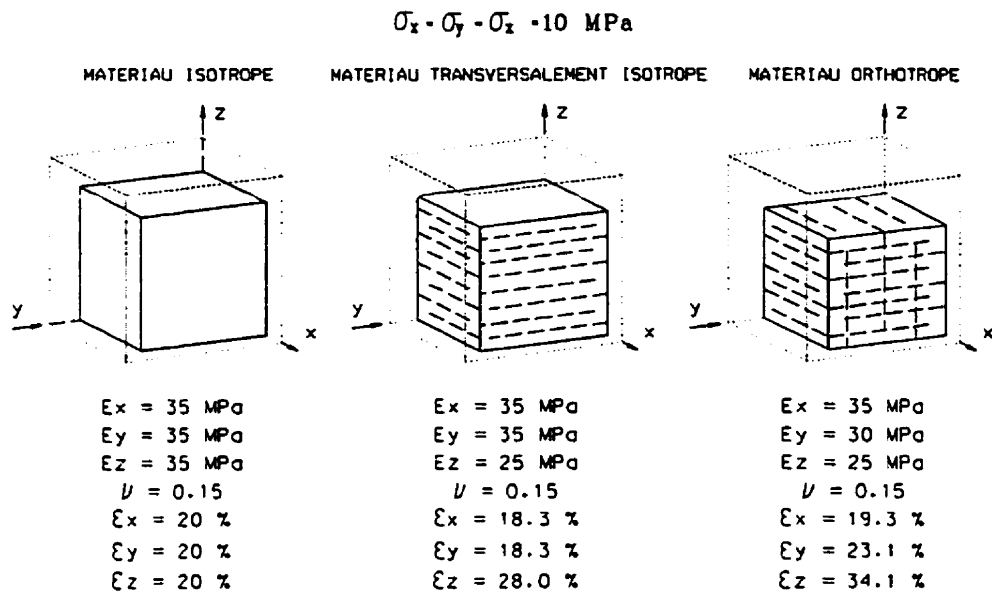 σx - σy - σx - 10 MPa
MATERIAU ISOTROPE
MATERIAU TRANSVERSALEMENT ISOTROPE
MATERIAU ORTHOTROPE
z
y
x
z
y
x
z
y
x
Ex = 35 MPa
Ey = 35 MPa
Ez = 35 MPa
ν = 0.15
εx = 20 %
εy = 20 %
εz = 20 %
Ex = 35 MPa
Ey = 35 MPa
Ez = 25 MPa
ν = 0.15
εx = 18.3 %
εy = 18.3 %
εz = 28.0 %
Ex = 35 MPa
Ey = 30 MPa
Ez = 25 MPa
ν = 0.15
εx = 19.3 %
εy = 23.1 %
εz = 34.1 %